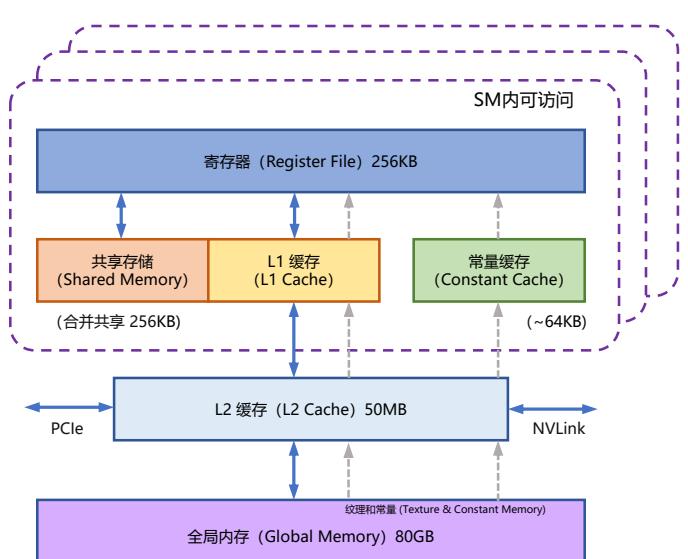 SM内可访问
寄存器（Register File）256KB
共享存储
(Shared Memory)
L1 缓存
(L1 Cache)
常量缓存
(Constant Cache)
(合并共享 256KB)
(~64KB)
L2 缓存（L2 Cache）50MB
PCIe
NVLink
纹理和常量 (Texture & Constant Memory)
全局内存（Global Memory）80GB